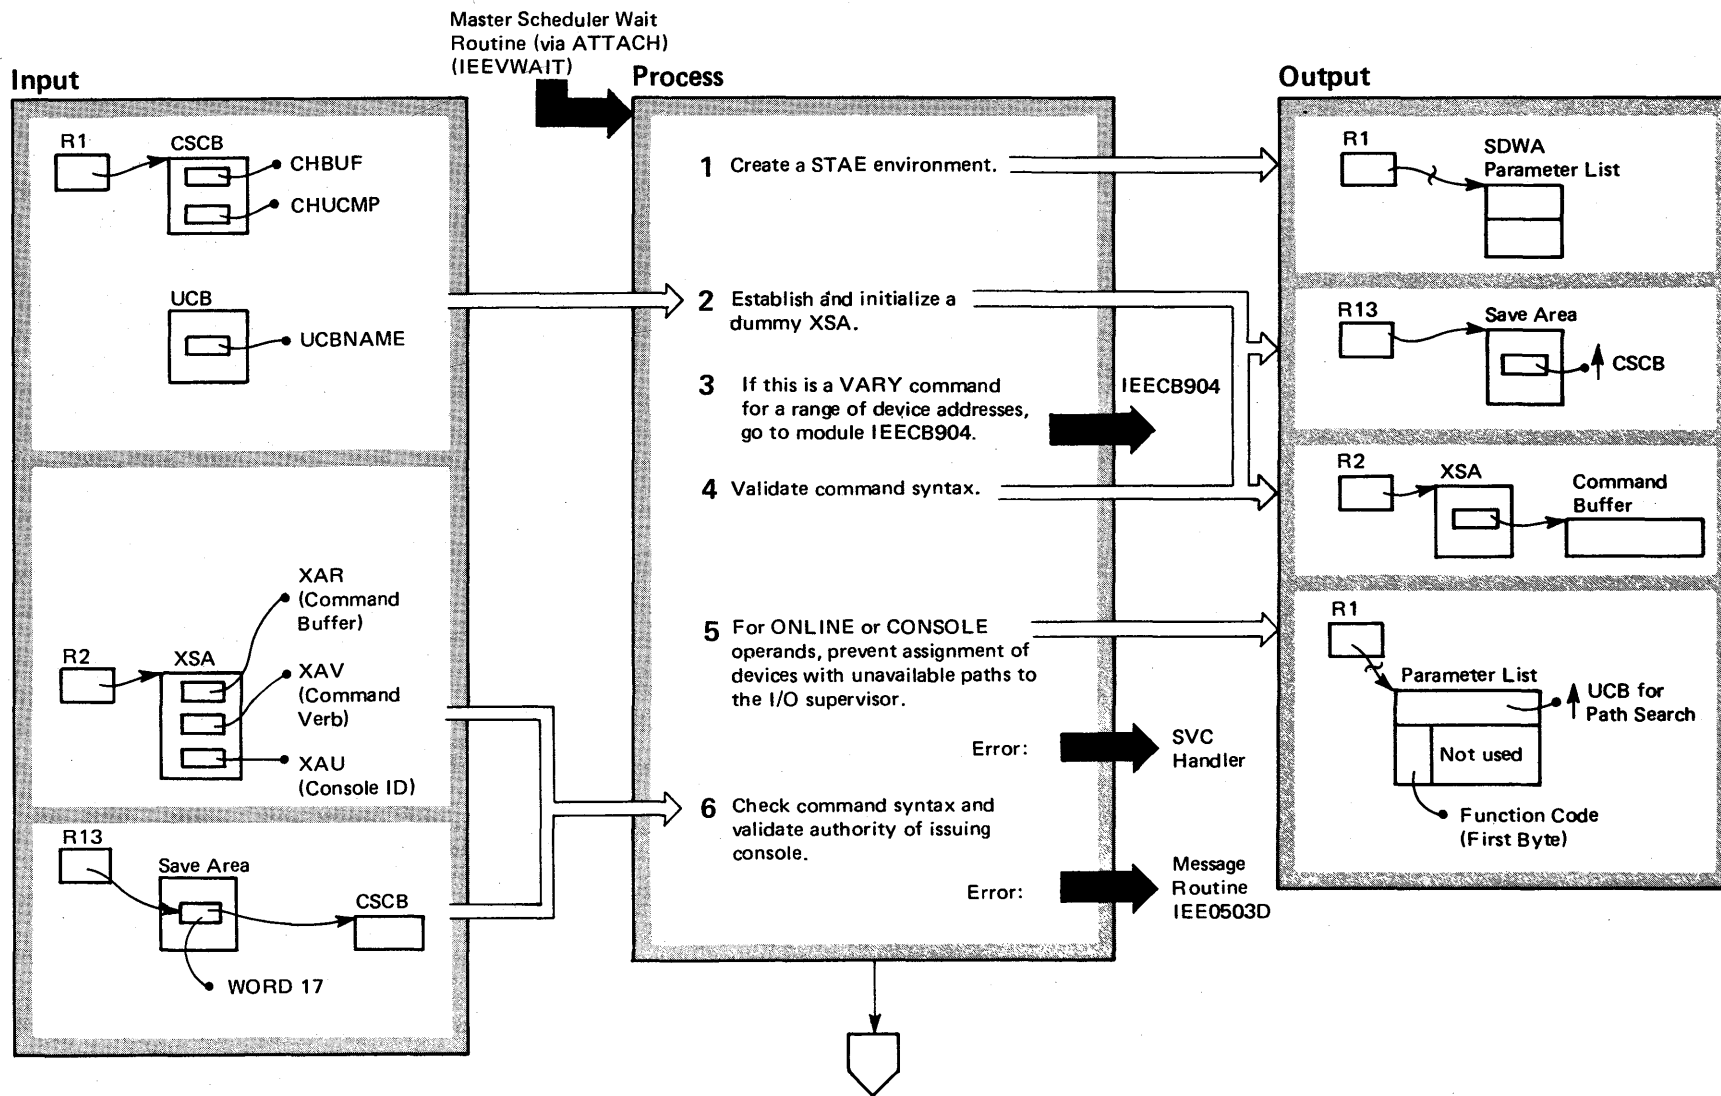 Master Scheduler Wait
Routine (via ATTACH)
(IEEVWAIT)
Input
R1
CSCB
CHBUF
CHUCMP
UCB
UCBNAME
XAR
(Command
Buffer)
R2
XSA
XAV
(Command
Verb)
XAU
(Console ID)
R13
Save Area
CSCB
WORD 17
Process
1 Create a STAE environment.
2 Establish and initialize a
dummy XSA.
3 If this is a VARY command
for a range of device addresses,
go to module IEECB904.
IEECB904
4 Validate command syntax.
5 For ONLINE or CONSOLE
operands, prevent assignment of
devices with unavailable paths to
the I/O supervisor.
Error:
SVC
Handler
6 Check command syntax and
validate authority of issuing
console.
Error:
Message
Routine
IEE0503D
Output
R1
SDWA
Parameter List
R13
Save Area
CSCB
R2
XSA
Command
Buffer
R1
Parameter List
UCB for
Path Search
Not used
Function Code
(First Byte)